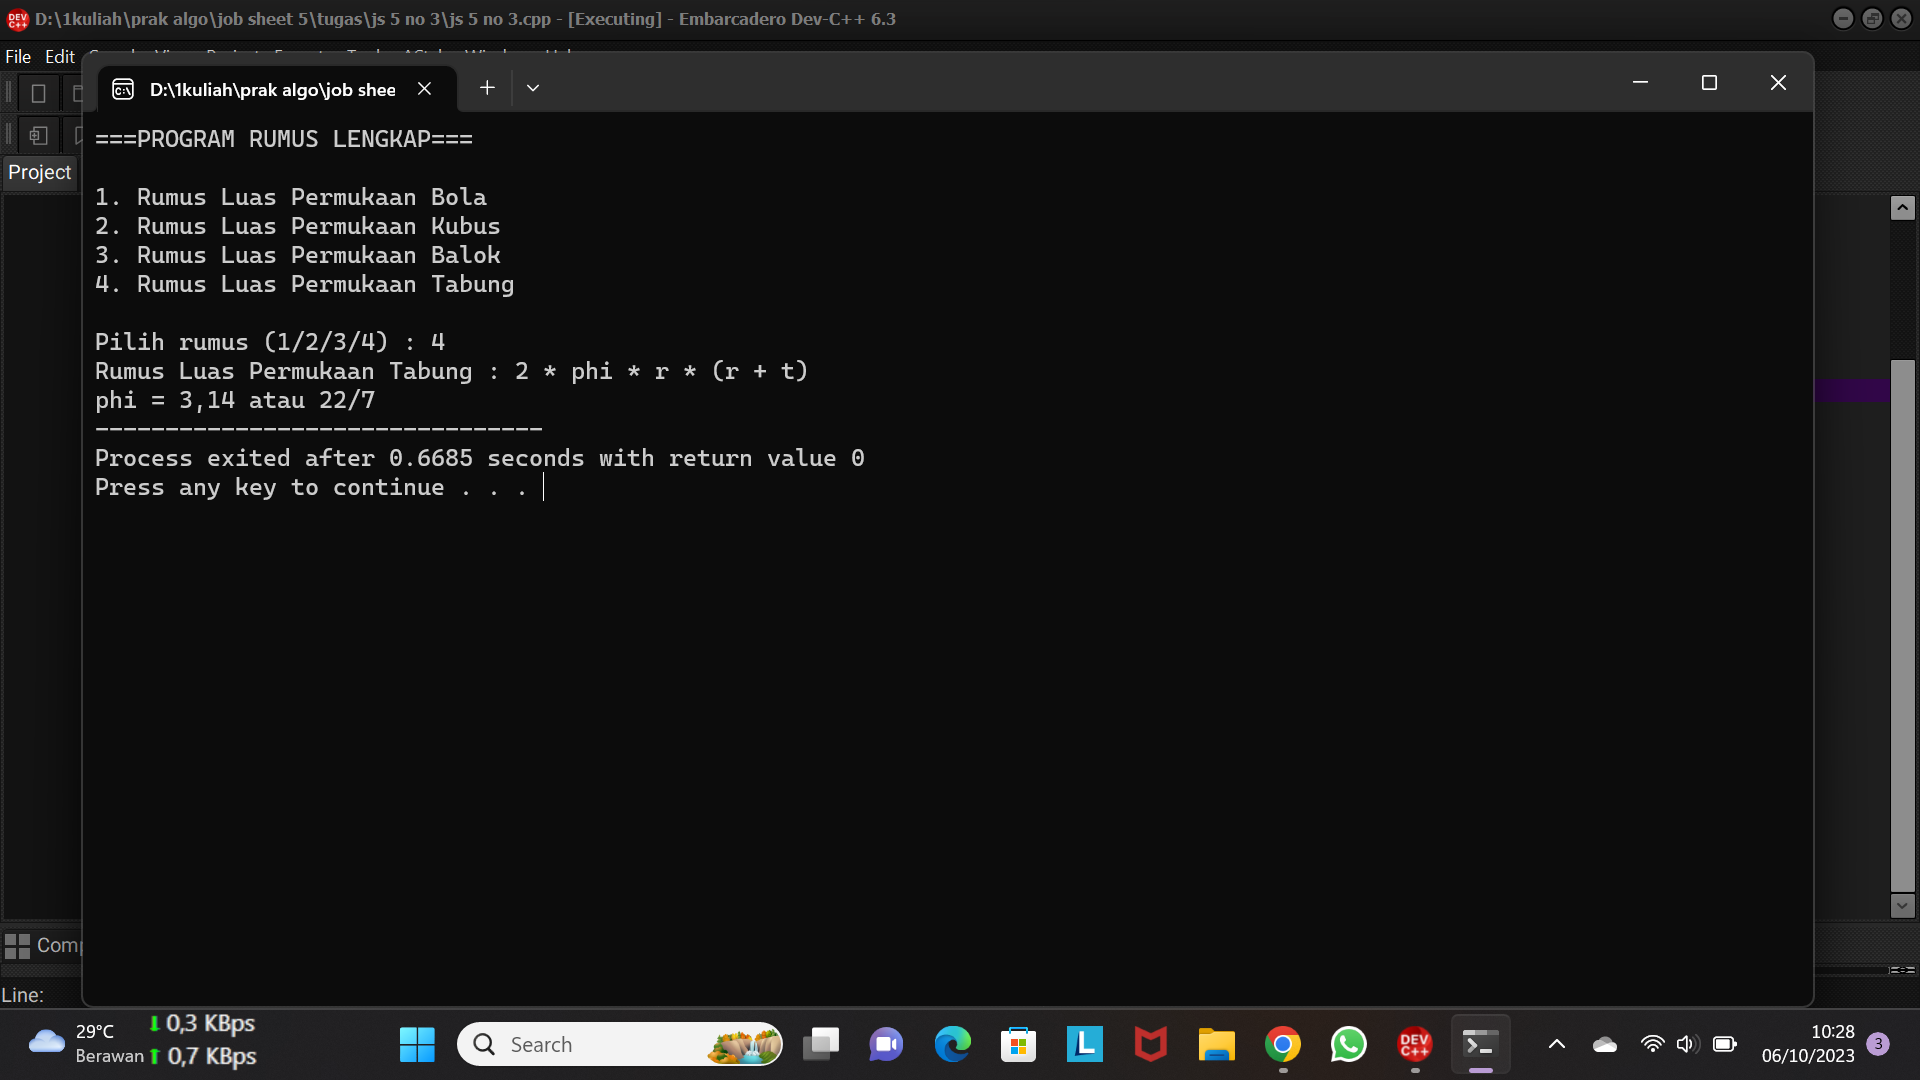 D:\1kuliah\prak algo\job sheet 5\tugas\js 5 no 3\js 5 no 3.cpp - [Executing] - Embarcadero Dev-C++ 6.3
File Edit
D:\1kuliah\prak algo\job shee
Project
===PROGRAM RUMUS LENGKAP===
1. Rumus Luas Permukaan Bola
2. Rumus Luas Permukaan Kubus
3. Rumus Luas Permukaan Balok
4. Rumus Luas Permukaan Tabung
Pilih rumus (1/2/3/4) : 4
Rumus Luas Permukaan Tabung : 2 * phi * r * (r + t)
phi = 3,14 atau 22/7
--------------------------------
Process exited after 0.6685 seconds with return value 0
Press any key to continue . . .
Comp
Line:
29°C
Berawan
0,3 KBps
0,7 KBps
Search
DEV C++
10:28
06/10/2023
3